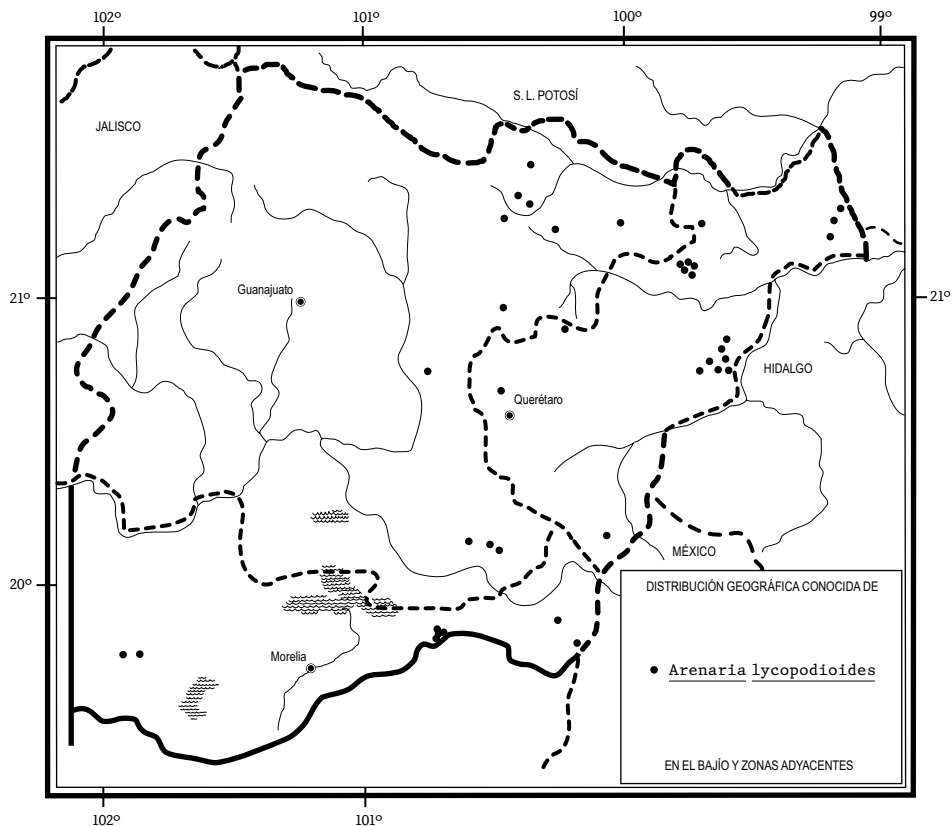 102º 101º 100º 99º
S. L. POTOSÍ
JALISCO
Guanajuato
21º 21º
HIDALGO
Querétaro
MÉXICO
20º
DISTRIBUCIÓN GEOGRÁFICA CONOCIDA DE
Morelia
Arenaria lycopodioides
EN EL BAJÍO Y ZONAS ADYACENTES
102º 101º